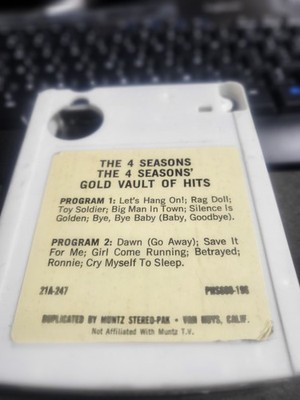 THE 4 SEASONS
THE 4 SEASONS'
GOLD VAULT OF HITS
PROGRAM 1: Let's Hang On!; Rag Doll;
Toy Soldier; Big Man In Town; Silence Is
Golden; Bye, Bye Baby (Baby, Goodbye).
PROGRAM 2: Dawn (Go Away); Save It
For Me; Girl Come Running; Betrayed;
Ronnie; Cry Myself To Sleep.
21A-247 PHS600-196
DUPLICATED BY MUNTZ STEREO-PAK • VAN NUYS, CALIF.
Not Affiliated With Muntz T.V.